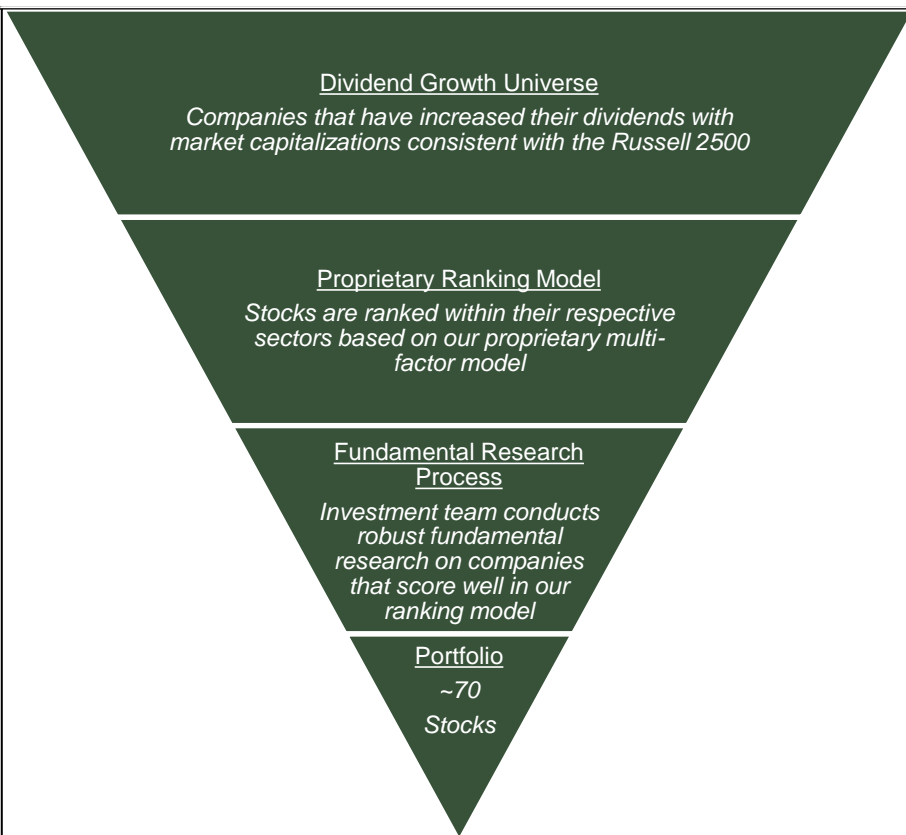 Dividend Growth Universe
Companies that have increased their dividends with
market capitalizations consistent with the Russell 2500
Proprietary Ranking Model
Stocks are ranked within their respective
sectors based on our proprietary multi-
factor model
Fundamental Research
Process
Investment team conducts
robust fundamental
research on companies
that score well in our
ranking model
Portfolio
~70
Stocks